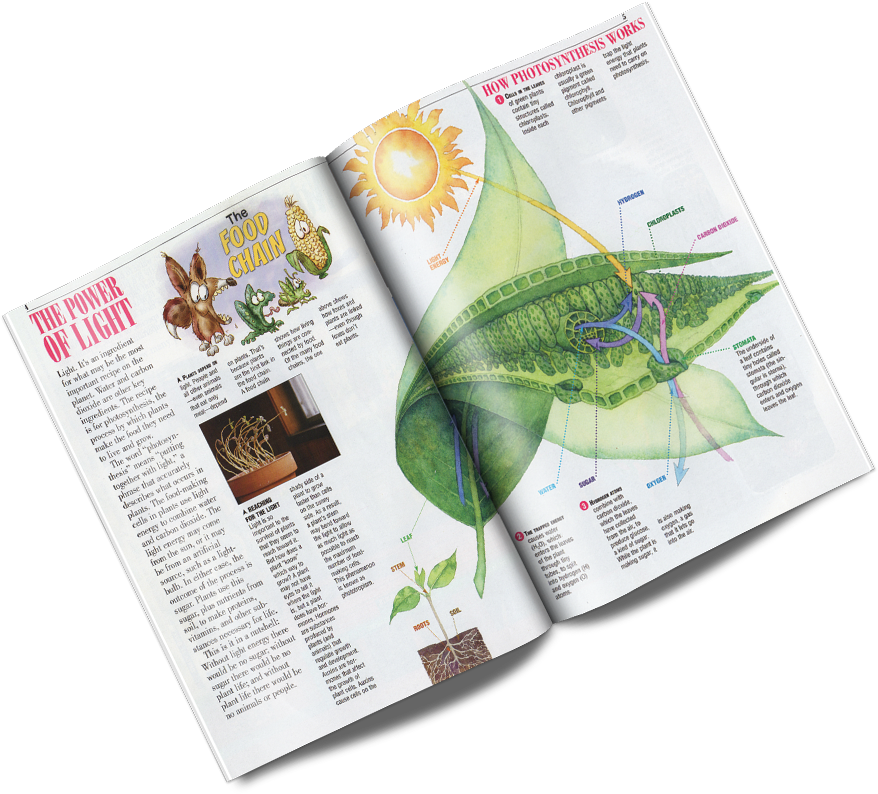 4
THE POWER
OF LIGHT
Light. It's an ingredient
for what may be the most
important recipe on the
planet. Water and carbon
dioxide are other key
ingredients. The recipe
is for photosynthesis, the
process by which plants
make the food they need
to live and grow.
The word "photosyn-
thesis" means "putting
together with light," a
phrase that accurately
describes what occurs in
plants. The food-making
cells in plants use light
energy to combine water
and carbon dioxide. The
light energy may come
from the sun, or it may
be from an artificial
source, such as a light-
bulb. In either case, the
outcome of the process is
sugar. Plants use this
sugar, plus nutrients from
soil, to make proteins,
vitamins, and other sub-
stances necessary for life.
This is it in a nutshell:
Without light energy there
would be no sugar; without
sugar there would be no
plant life; and without
plant life there would be
no animals or people.
The
FOOD
CHAIN
A PLANTS DEPEND ON
light. People and
all other animals
—even animals
that eat only
meat—depend
on plants. That's
because plants
are the first link in
the food chain.
A food chain
shows how living
things are con-
nected by food.
Of the many food
chains, the one
above shows
how foxes and
plants are linked
—even though
foxes don't
eat plants.
A REACHING
FOR THE LIGHT
Light is so
important to the
survival of plants
that they seem to
reach toward it.
But how does a
plant "know"
which way to
grow? A plant
may not have
eyes to tell it
where the light
is, but a plant
does have hor-
mones. Hormones
are substances
produced by
plants (and
animals) that
regulate growth
and development.
Auxins are hor-
mones that affect
the growth of
plant cells. Auxins
cause cells on the
shady side of a
plant to grow
faster than cells
on the sunny
side. As a result,
a plant's stem
may bend toward
the light to allow
as much light as
possible to reach
the maximum
number of food-
making cells.
This phenomenon
is known as
phototropism.
LEAF
STEM
ROOTS
SOIL
5
HOW PHOTOSYNTHESIS WORKS
1 CELLS IN THE LEAVES
of green plants
contain tiny
structures called
chloroplasts.
Inside each
chloroplast is
usually a green
pigment called
chlorophyll.
Chlorophyll and
other pigments
trap the light
energy that plants
need to carry on
photosynthesis.
LIGHT
ENERGY
HYDROGEN
CHLOROPLASTS
CARBON DIOXIDE
STOMATA
The underside of
a leaf contains
tiny holes called
stomata (the sin-
gular is stoma),
through which
carbon dioxide
enters and oxygen
leaves the leaf.
WATER
SUGAR
OXYGEN
2 THE TRAPPED ENERGY
causes water
(H2O), which
enters the leaves
of the plant
through tiny
tubes, to split
into hydrogen (H)
and oxygen (O)
atoms.
3 HYDROGEN ATOMS
combine with
carbon dioxide,
which the leaves
have collected
from the air, to
produce glucose,
a kind of sugar.
While the plant is
making sugar, it
is also making
oxygen, a gas
that it lets go
into the air.